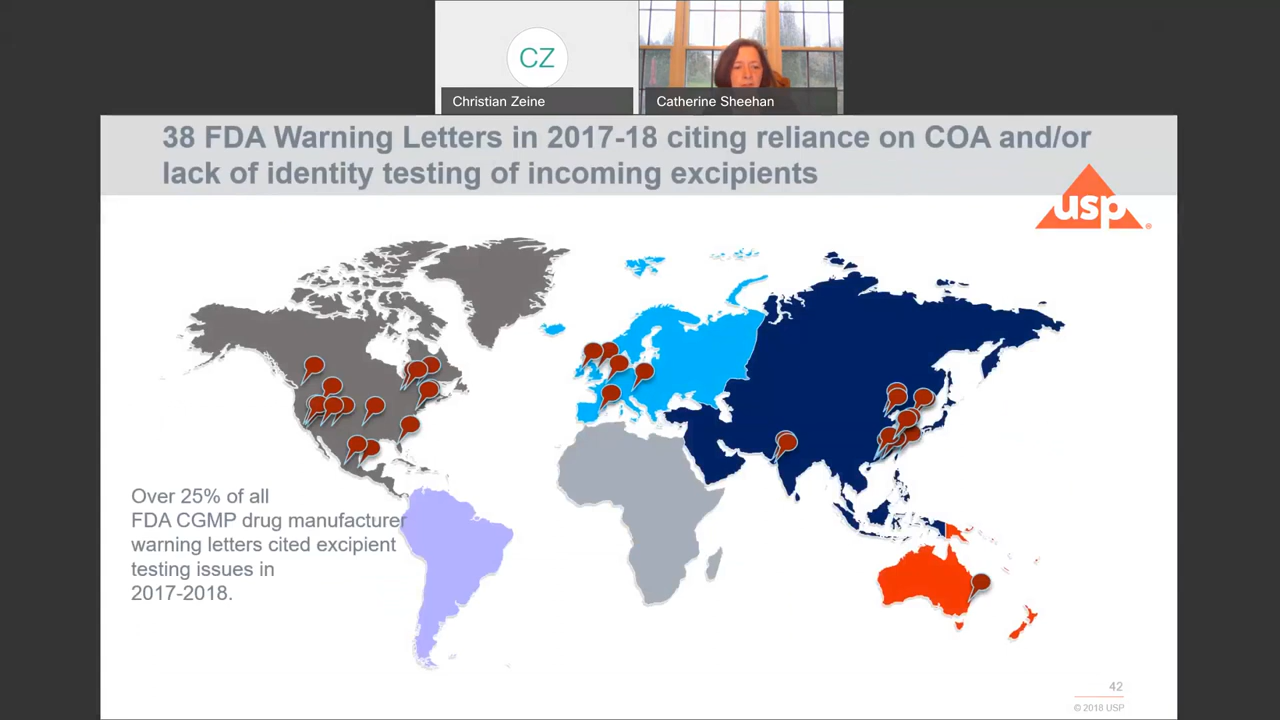 CZ
Christian Zeine
Catherine Sheehan
38 FDA Warning Letters in 2017-18 citing reliance on COA and/or
lack of identity testing of incoming excipients
usp®
Over 25% of all
FDA CGMP drug manufacturer
warning letters cited excipient
testing issues in
2017-2018.
42
© 2018 USP